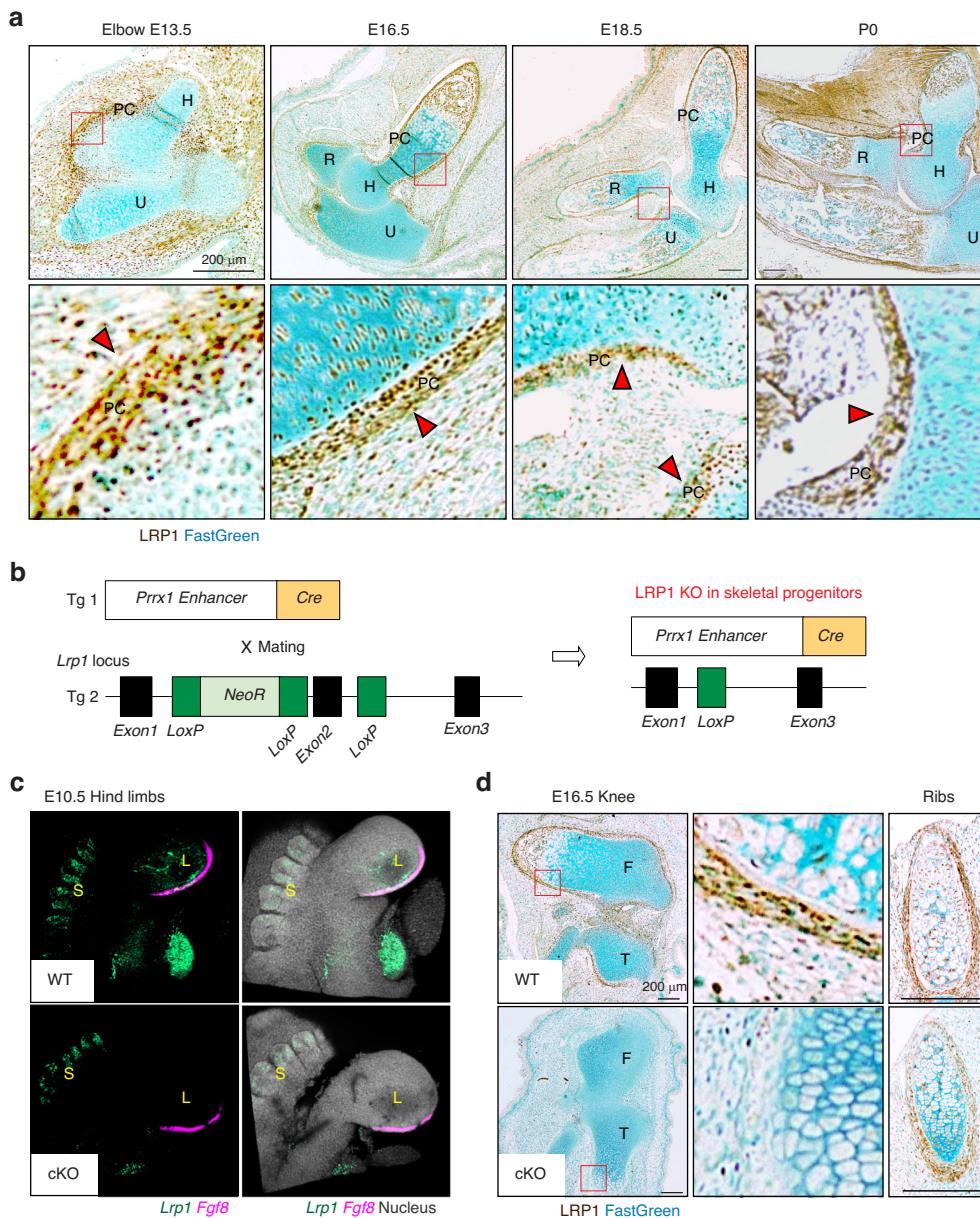 a
Elbow E13.5
E16.5
E18.5
P0
PC
H
U
200 μm
PC
R
H
U
PC
R
H
U
PC
R
H
U
PC
PC
PC
PC
PC
LRP1 FastGreen
b
Tg 1
Prrx1 Enhancer
Cre
X Mating
Lrp1 locus
Tg 2
NeoR
Exon1
LoxP
LoxP
Exon2
LoxP
Exon3
LRP1 KO in skeletal progenitors
Prrx1 Enhancer
Cre
Exon1
LoxP
Exon3
c
E10.5 Hind limbs
L
S
WT
L
S
S
L
cKO
S
L
Lrp1 Fgf8
Lrp1 Fgf8 Nucleus
d
E16.5 Knee
Ribs
F
T
200 μm
WT
F
T
cKO
LRP1 FastGreen